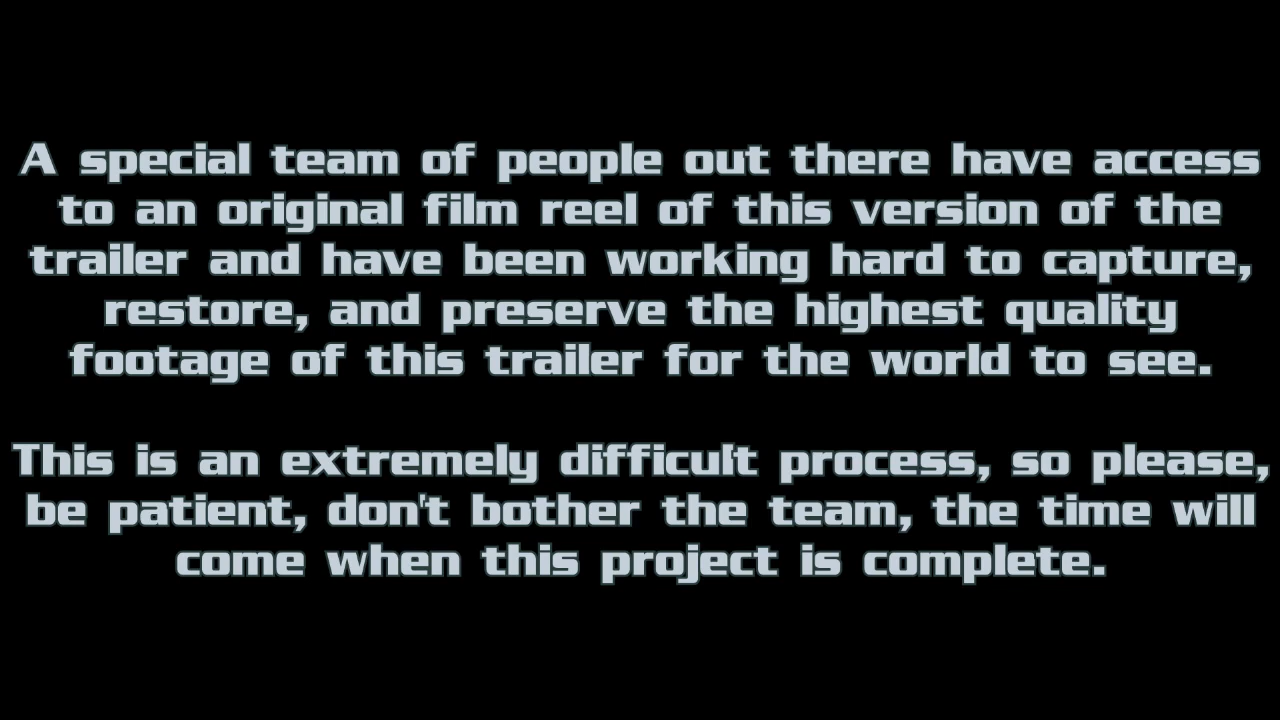 A special team of people out there have access
to an original film reel of this version of the
trailer and have been working hard to capture,
restore, and preserve the highest quality
footage of this trailer for the world to see.
This is an extremely difficult process, so please,
be patient, don't bother the team, the time will
come when this project is complete.